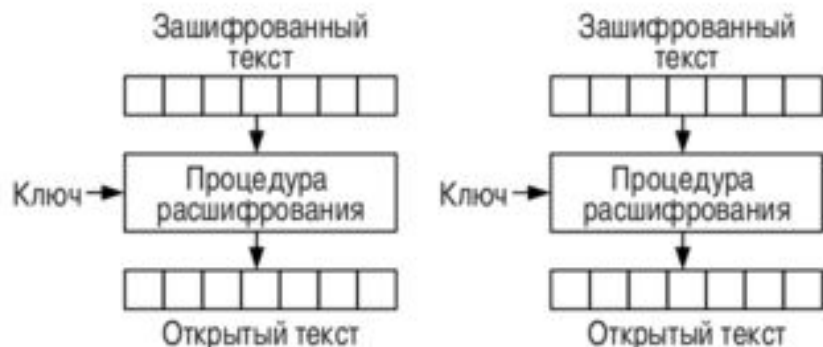 Зашифрованный
текст
Ключ
Процедура
расшифрования
Открытый текст
Зашифрованный
текст
Ключ
Процедура
расшифрования
Открытый текст